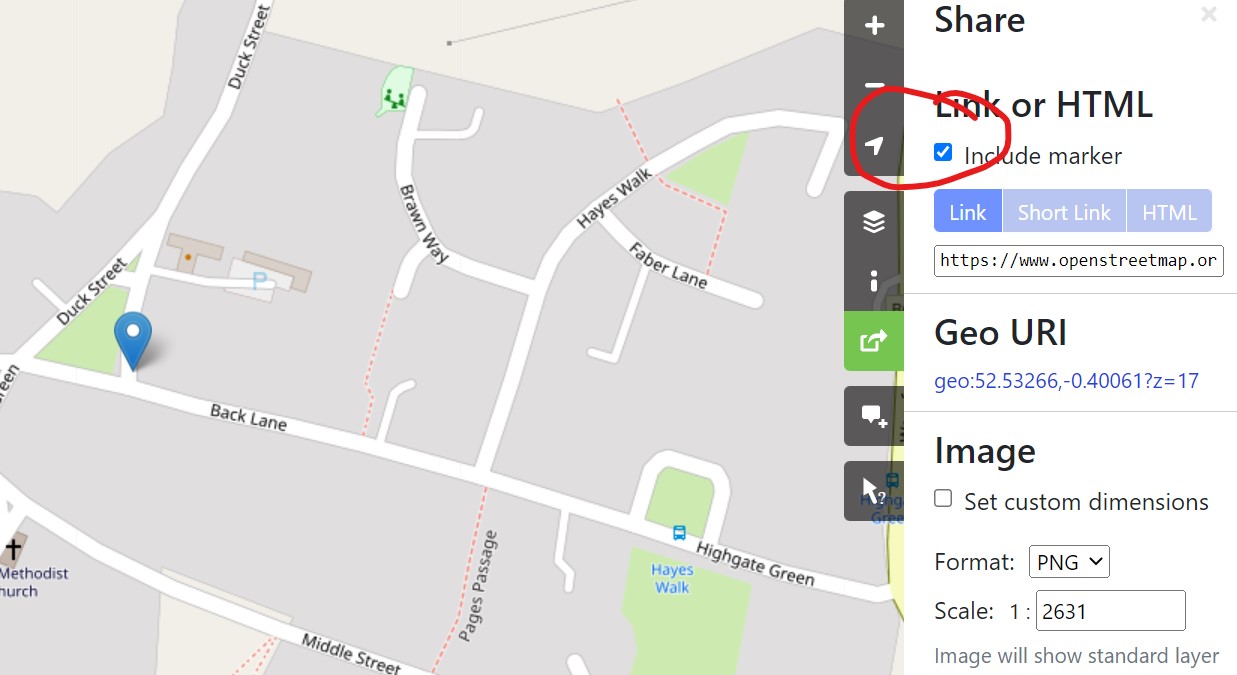 Duck Street
Share
×
Link or HTML
Include marker
Link
Short Link
HTML
https://www.openstreetmap.or
Hayes Walk
Brawn Way
Faber Lane
Duck Street
P
Geo URI
geo:52.53266,-0.40061?z=17
Back Lane
Image
Set custom dimensions
Format: PNG
Scale: 1 : 2631
Image will show standard layer
Highgate Green
Hayes
Walk
Pages Passage
Methodist
hurch
Middle Street
reen